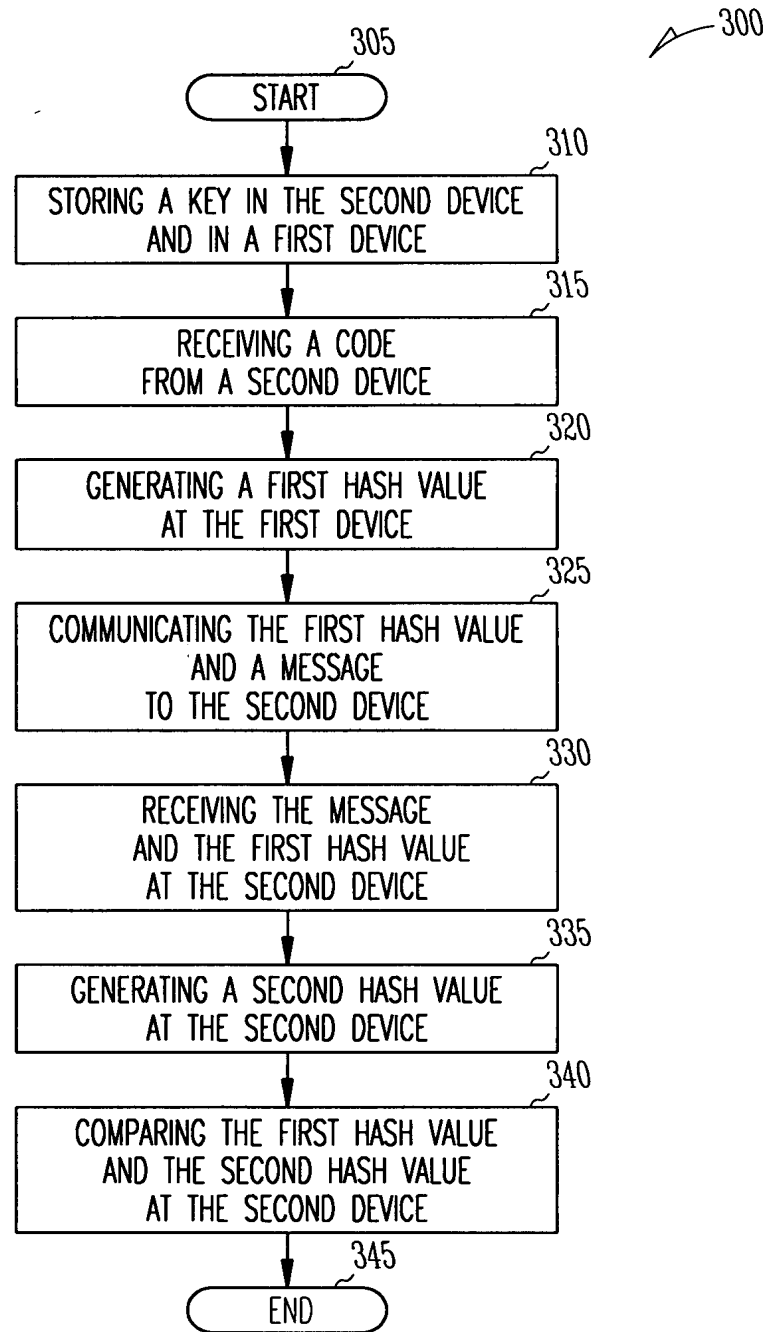 300
305
START
310
STORING A KEY IN THE SECOND DEVICE
AND IN A FIRST DEVICE
315
RECEIVING A CODE
FROM A SECOND DEVICE
320
GENERATING A FIRST HASH VALUE
AT THE FIRST DEVICE
325
COMMUNICATING THE FIRST HASH VALUE
AND A MESSAGE
TO THE SECOND DEVICE
330
RECEIVING THE MESSAGE
AND THE FIRST HASH VALUE
AT THE SECOND DEVICE
335
GENERATING A SECOND HASH VALUE
AT THE SECOND DEVICE
340
COMPARING THE FIRST HASH VALUE
AND THE SECOND HASH VALUE
AT THE SECOND DEVICE
345
END